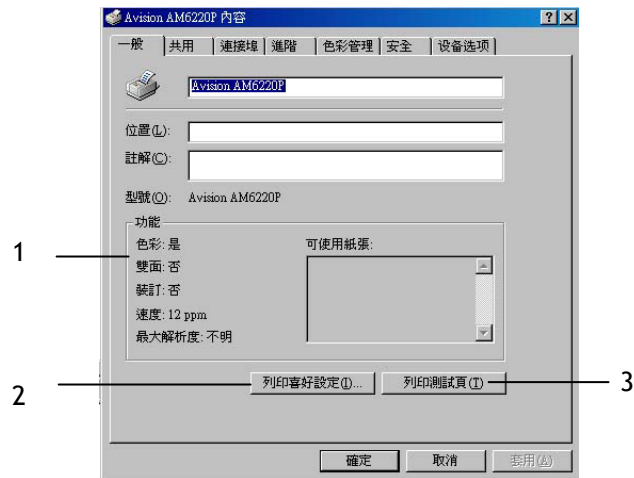 Avision AM6220P 內容
一般 共用 連接埠 進階 色彩管理 安全 设备选项
Avision AM6220P
位置(L):
註解(C):
型號(O): Avision AM6220P
功能
色彩: 是 可使用紙張:
雙面: 否
裝訂: 否
速度: 12 ppm
最大解析度: 不明
列印喜好設定(I)... 列印測試頁(T)
確定 取消 套用(A)
1
2
3